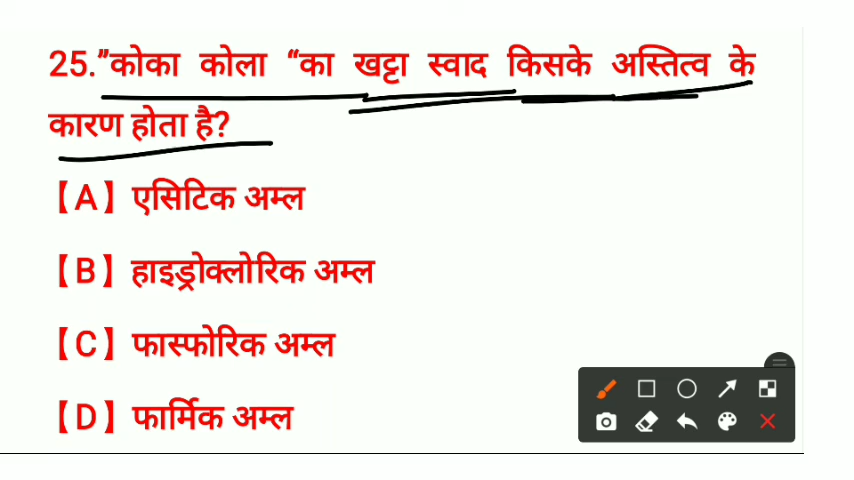 25.”कोका कोला “का खट्टा स्वाद किसके अस्तित्व के
कारण होता है?
【A】एसिटिक अम्ल
【B】हाइड्रोक्लोरिक अम्ल
【C】फास्फोरिक अम्ल
【D】फार्मिक अम्ल